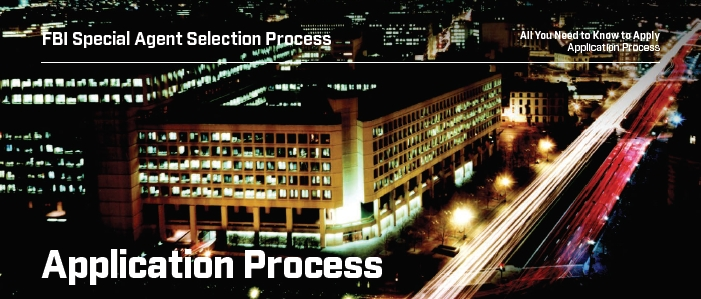 FBI Special Agent Selection Process
All You Need to Know to Apply
Application Process
Application Process